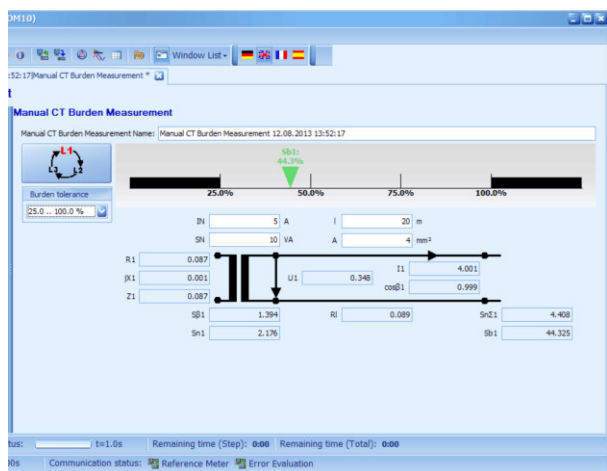 DM10)
Window List
:52:17]Manual CT Burden Measurement *
t
Manual CT Burden Measurement
Manual CT Burden Measurement Name: Manual CT Burden Measurement 12.08.2013 13:52:17
L1
L3 L2
Sb1:
44.3%
Burden tolerance
25.0 .. 100.0 %
25.0% 50.0% 75.0% 100.0%
IN 5 A l 20 m
SN 10 VA A 4 mm²
R1 0.087
jX1 0.001
Z1 0.087
U1 0.348
I1 4.001
cosβ1 0.999
Sβ1 1.394 Rl 0.089 SnΣ1 4.408
Sn1 2.176 Sb1 44.325
tus: t=1.0s Remaining time (Step): 0:00 Remaining time (Total): 0:00
00s Communication status: Reference Meter Error Evaluation